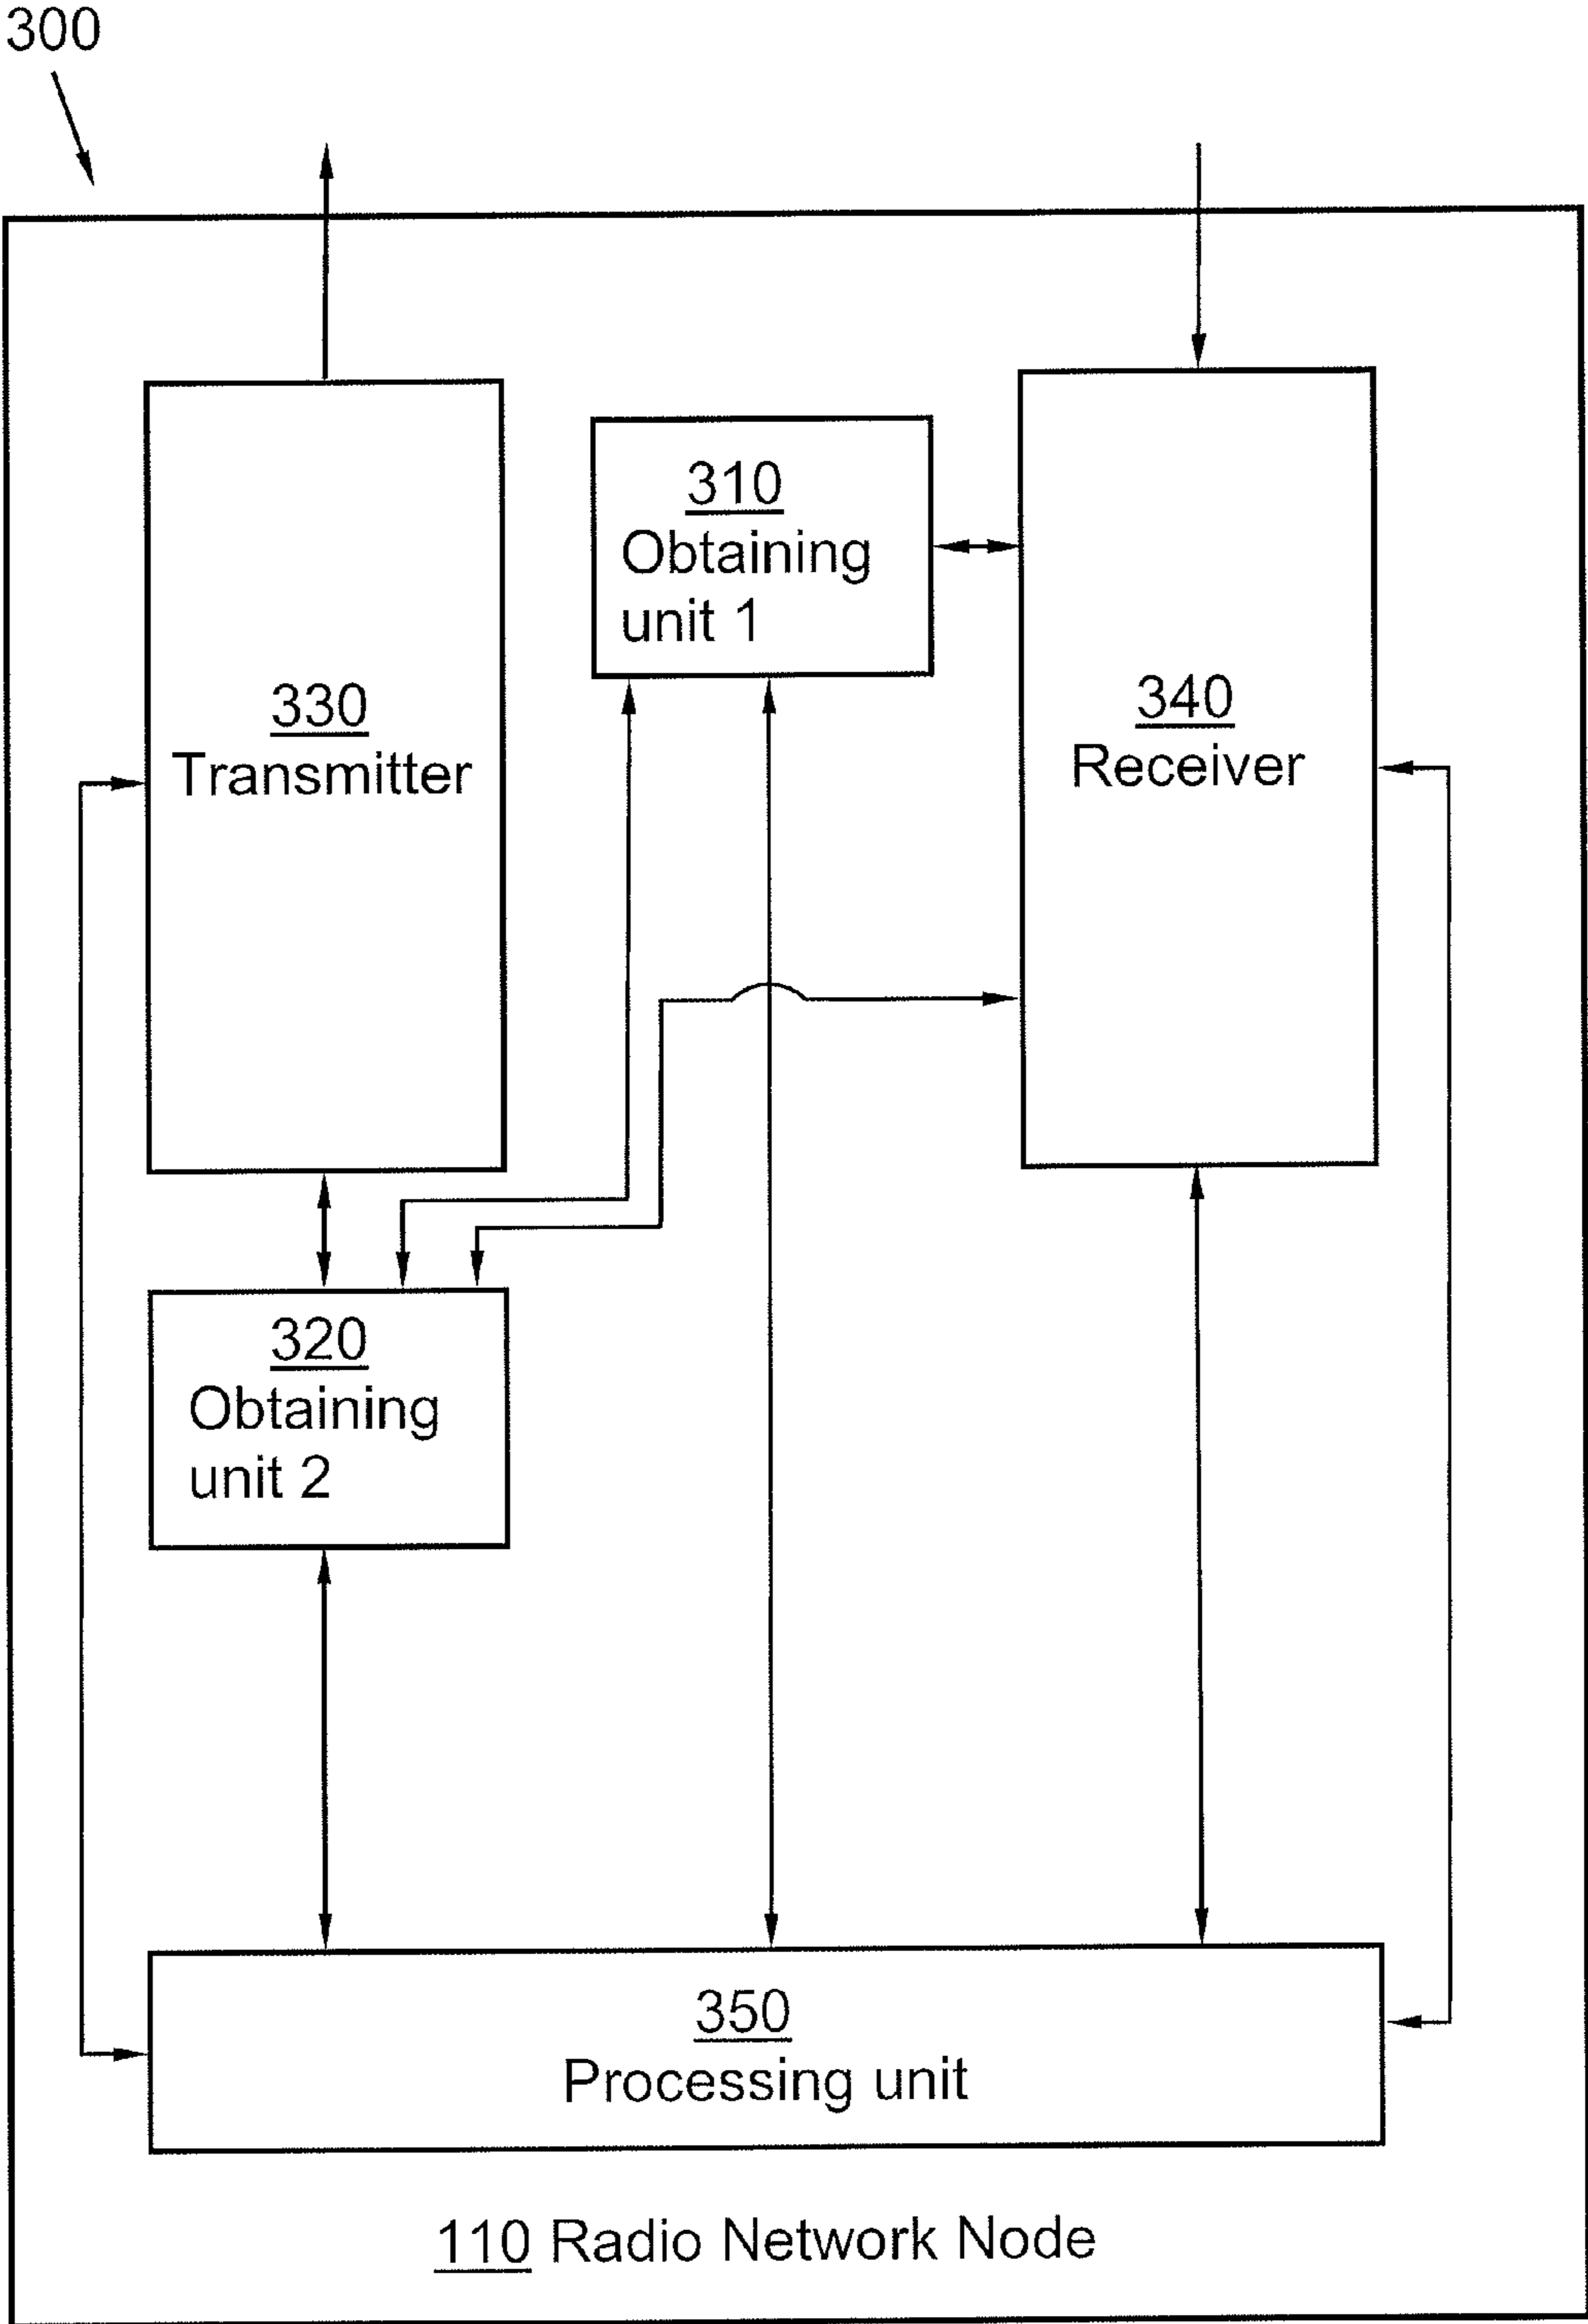 300
310
Obtaining
unit 1
330
Transmitter
340
Receiver
320
Obtaining
unit 2
350
Processing unit
110 Radio Network Node